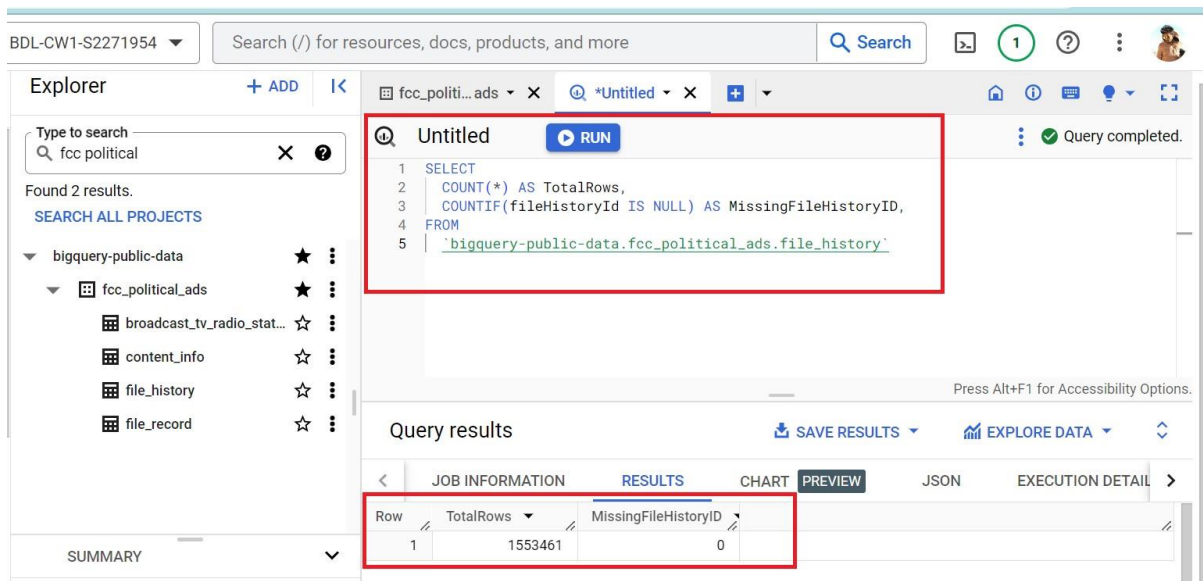 BDL-CW1-S2271954
Search (/) for resources, docs, products, and more
Search
1
Explorer
+ ADD
fcc_politi... ads
*Untitled
Type to search
fcc political
Found 2 results.
SEARCH ALL PROJECTS
bigquery-public-data
fcc_political_ads
broadcast_tv_radio_stat...
content_info
file_history
file_record
SUMMARY
Untitled
RUN
Query completed.
1 SELECT
2 COUNT(*) AS TotalRows,
3 COUNTIF(fileHistoryId IS NULL) AS MissingFileHistoryID,
4 FROM
5 `bigquery-public-data.fcc_political_ads.file_history`
Press Alt+F1 for Accessibility Options.
Query results
SAVE RESULTS
EXPLORE DATA
JOB INFORMATION RESULTS CHART PREVIEW JSON EXECUTION DETAIL
Row TotalRows MissingFileHistoryID
1 1553461 0